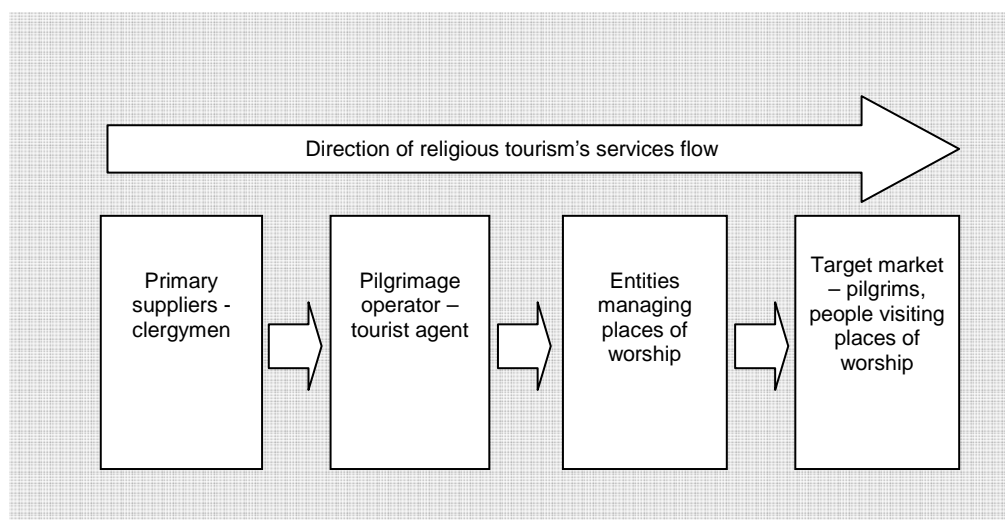 Direction of religious tourism's services flow
Primary
suppliers -
clergymen
Pilgrimage
operator –
tourist agent
Entities
managing
places of
worship
Target market
– pilgrims,
people visiting
places of
worship